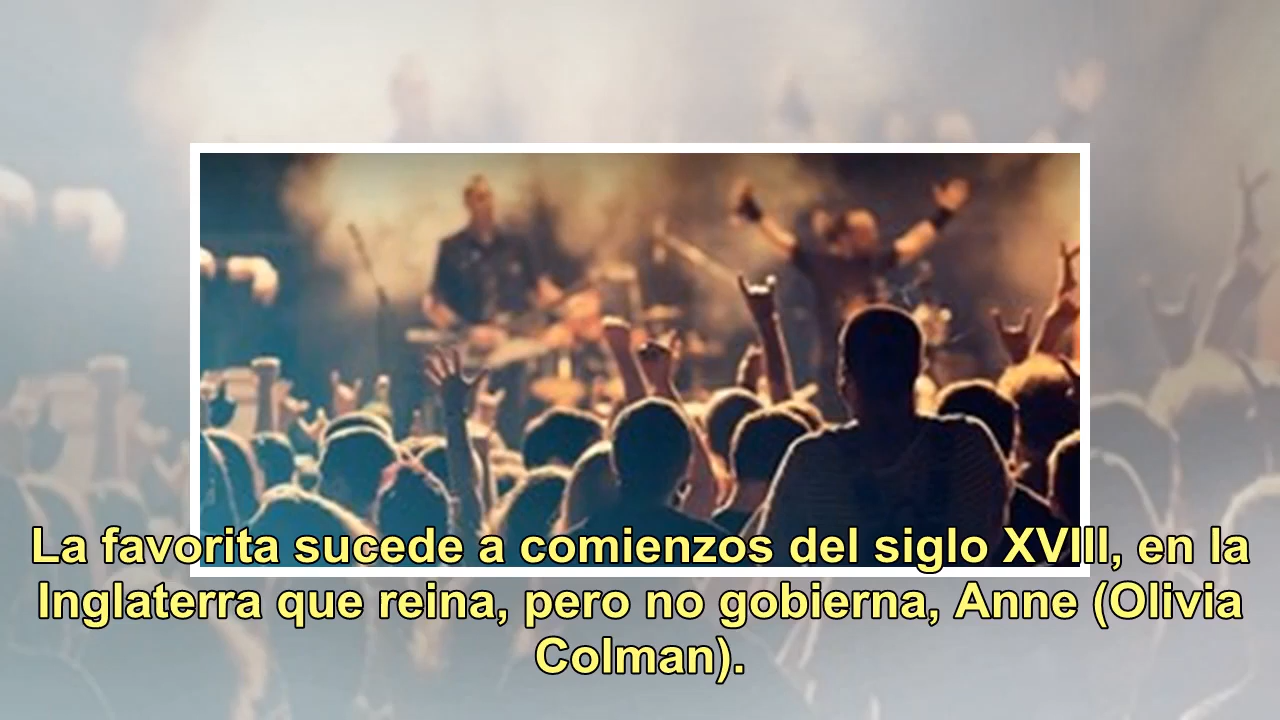 La favorita sucede a comienzos del siglo XVIII, en la
Inglaterra que reina, pero no gobierna, Anne (Olivia
Colman).